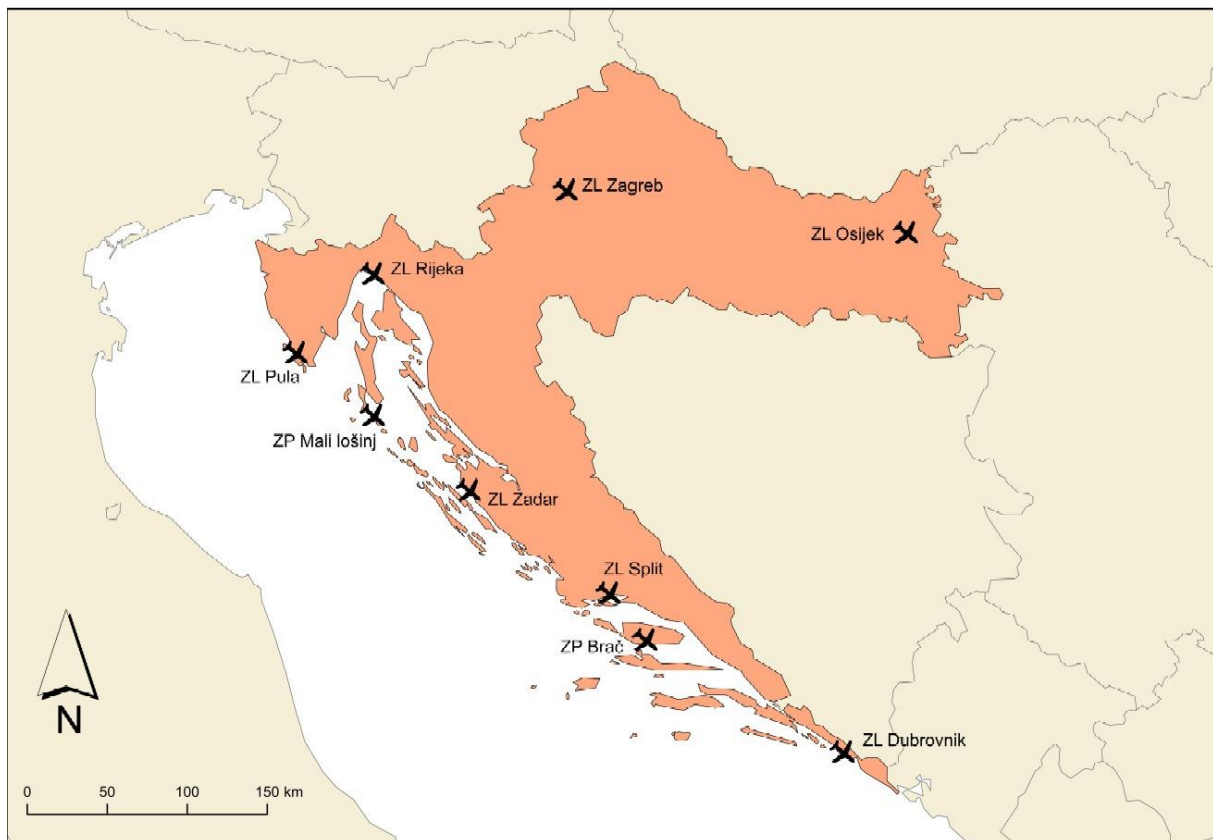 ZL Zagreb
ZL Osijek
ZL Rijeka
ZL Pula
ZP Mali lošinj
ZL Zadar
ZL Split
ZP Brač
ZL Dubrovnik
N
0 50 100 150 km